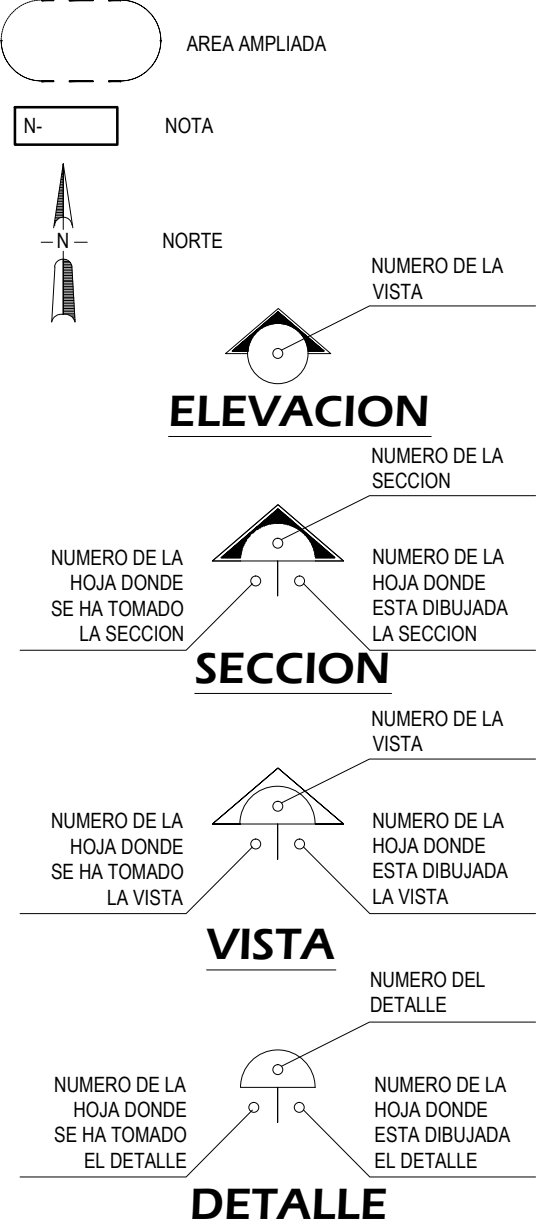 AREA AMPLIADA
N-
NOTA
N
NORTE
NUMERO DE LA
VISTA
ELEVACION
NUMERO DE LA
SECCION
NUMERO DE LA
HOJA DONDE
SE HA TOMADO
LA SECCION
NUMERO DE LA
HOJA DONDE
ESTA DIBUJADA
LA SECCION
SECCION
NUMERO DE LA
VISTA
NUMERO DE LA
HOJA DONDE
SE HA TOMADO
LA VISTA
NUMERO DE LA
HOJA DONDE
ESTA DIBUJADA
LA VISTA
VISTA
NUMERO DEL
DETALLE
NUMERO DE LA
HOJA DONDE
SE HA TOMADO
EL DETALLE
NUMERO DE LA
HOJA DONDE
ESTA DIBUJADA
EL DETALLE
DETALLE